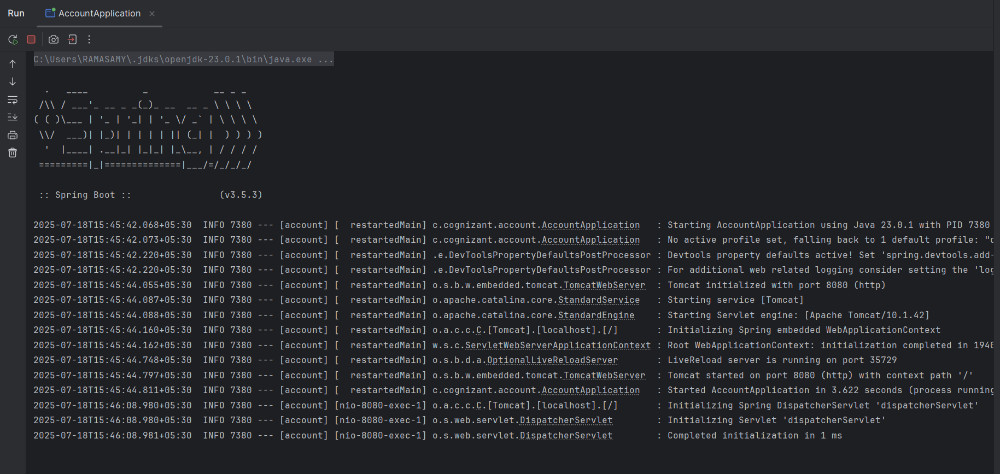 Run AccountApplication
C:\Users\RAMASAMY\.jdks\openjdk-23.0.1\bin\java.exe ...
  .   ____          _            __ _ _
 /\\ / ___'_ __ _ _(_)_ __  __ _ \ \ \ \
( ( )\___ | '_ | '_| | '_ \/ _` | \ \ \ \
 \\/  ___)| |_)| | | | | || (_| |  ) ) ) )
  '  |____| .__|_| |_|_| |_\__, | / / / /
 =========|_|==============|___/=/_/_/_/
 :: Spring Boot ::                (v3.5.3)
2025-07-18T15:45:42.068+05:30  INFO 7380 --- [account] [  restartedMain] c.cognizant.account.AccountApplication   : Starting AccountApplication using Java 23.0.1 with PID 7380
2025-07-18T15:45:42.073+05:30  INFO 7380 --- [account] [  restartedMain] c.cognizant.account.AccountApplication   : No active profile set, falling back to 1 default profile: "d
2025-07-18T15:45:42.220+05:30  INFO 7380 --- [account] [  restartedMain] .e.DevToolsPropertyDefaultsPostProcessor : Devtools property defaults active! Set 'spring.devtools.add-
2025-07-18T15:45:42.220+05:30  INFO 7380 --- [account] [  restartedMain] .e.DevToolsPropertyDefaultsPostProcessor : For additional web related logging consider setting the 'log
2025-07-18T15:45:44.055+05:30  INFO 7380 --- [account] [  restartedMain] o.s.b.w.embedded.tomcat.TomcatWebServer  : Tomcat initialized with port 8080 (http)
2025-07-18T15:45:44.087+05:30  INFO 7380 --- [account] [  restartedMain] o.apache.catalina.core.StandardService   : Starting service [Tomcat]
2025-07-18T15:45:44.088+05:30  INFO 7380 --- [account] [  restartedMain] o.apache.catalina.core.StandardEngine    : Starting Servlet engine: [Apache Tomcat/10.1.42]
2025-07-18T15:45:44.160+05:30  INFO 7380 --- [account] [  restartedMain] o.a.c.c.C.[Tomcat].[localhost].[/]       : Initializing Spring embedded WebApplicationContext
2025-07-18T15:45:44.162+05:30  INFO 7380 --- [account] [  restartedMain] w.s.c.ServletWebServerApplicationContext : Root WebApplicationContext: initialization completed in 1940
2025-07-18T15:45:44.748+05:30  INFO 7380 --- [account] [  restartedMain] o.s.b.d.a.OptionalLiveReloadServer       : LiveReload server is running on port 35729
2025-07-18T15:45:44.797+05:30  INFO 7380 --- [account] [  restartedMain] o.s.b.w.embedded.tomcat.TomcatWebServer  : Tomcat started on port 8080 (http) with context path '/'
2025-07-18T15:45:44.811+05:30  INFO 7380 --- [account] [  restartedMain] c.cognizant.account.AccountApplication   : Started AccountApplication in 3.622 seconds (process running
2025-07-18T15:46:08.980+05:30  INFO 7380 --- [account] [nio-8080-exec-1] o.a.c.c.C.[Tomcat].[localhost].[/]       : Initializing Spring DispatcherServlet 'dispatcherServlet'
2025-07-18T15:46:08.980+05:30  INFO 7380 --- [account] [nio-8080-exec-1] o.s.web.servlet.DispatcherServlet        : Initializing Servlet 'dispatcherServlet'
2025-07-18T15:46:08.981+05:30  INFO 7380 --- [account] [nio-8080-exec-1] o.s.web.servlet.DispatcherServlet        : Completed initialization in 1 ms